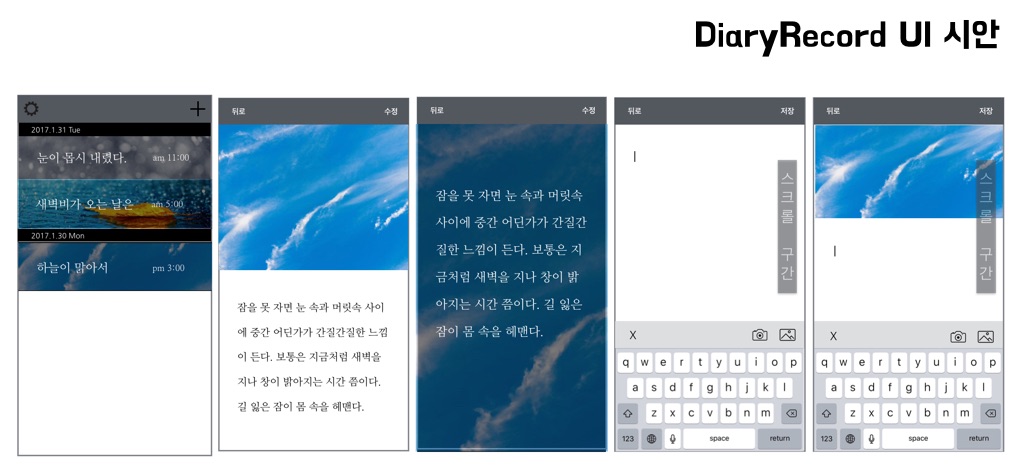 DiaryRecord UI 시안
2017.1.31 Tue
눈이 몹시 내렸다. am 11:00
새벽비가 오는 날은 am 5:00
2017.1.30 Mon
하늘이 맑아서 pm 3:00
뒤로 수정
잠을 못 자면 눈 속과 머릿속 사이
에 중간 어딘가가 간질간질한 느낌
이 든다. 보통은 지금처럼 새벽을
지나 창이 밝아지는 시간 쯤이다.
길 잃은 잠이 몸 속을 헤맨다.
뒤로 수정
잠을 못 자면 눈 속과 머릿속
사이에 중간 어딘가가 간질간
질한 느낌이 든다. 보통은 지
금처럼 새벽을 지나 창이 밝
아지는 시간 쯤이다. 길 잃은
잠이 몸 속을 헤맨다.
뒤로 저장
스크롤 구간
X
q w e r t y u i o p
a s d f g h j k l
z x c v b n m
123 space return
뒤로 저장
스크롤 구간
X
q w e r t y u i o p
a s d f g h j k l
z x c v b n m
123 space return